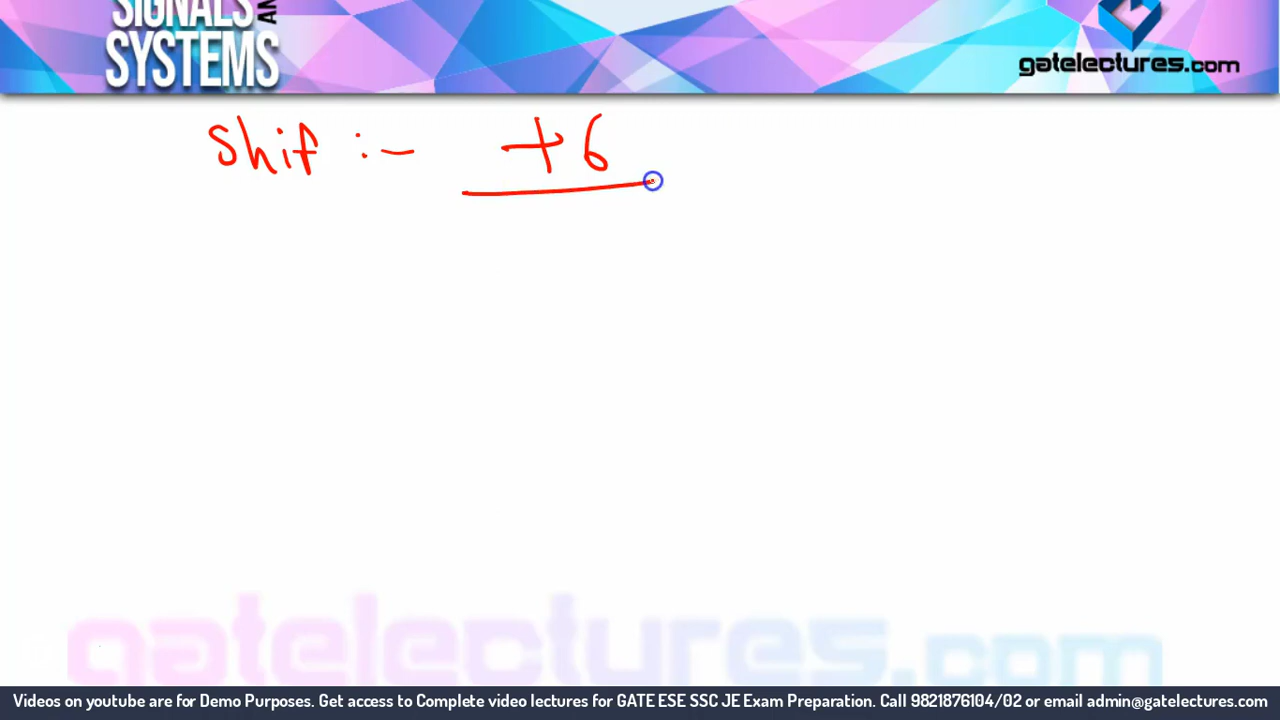 SIGNALS AN
SYSTEMS
gatelectures.com
Shif :- +6
gatelectures.com
Videos on youtube are for Demo Purposes. Get access to Complete video lectures for GATE ESE SSC JE Exam Preparation. Call 9821876104/02 or email admin@gatelectures.com